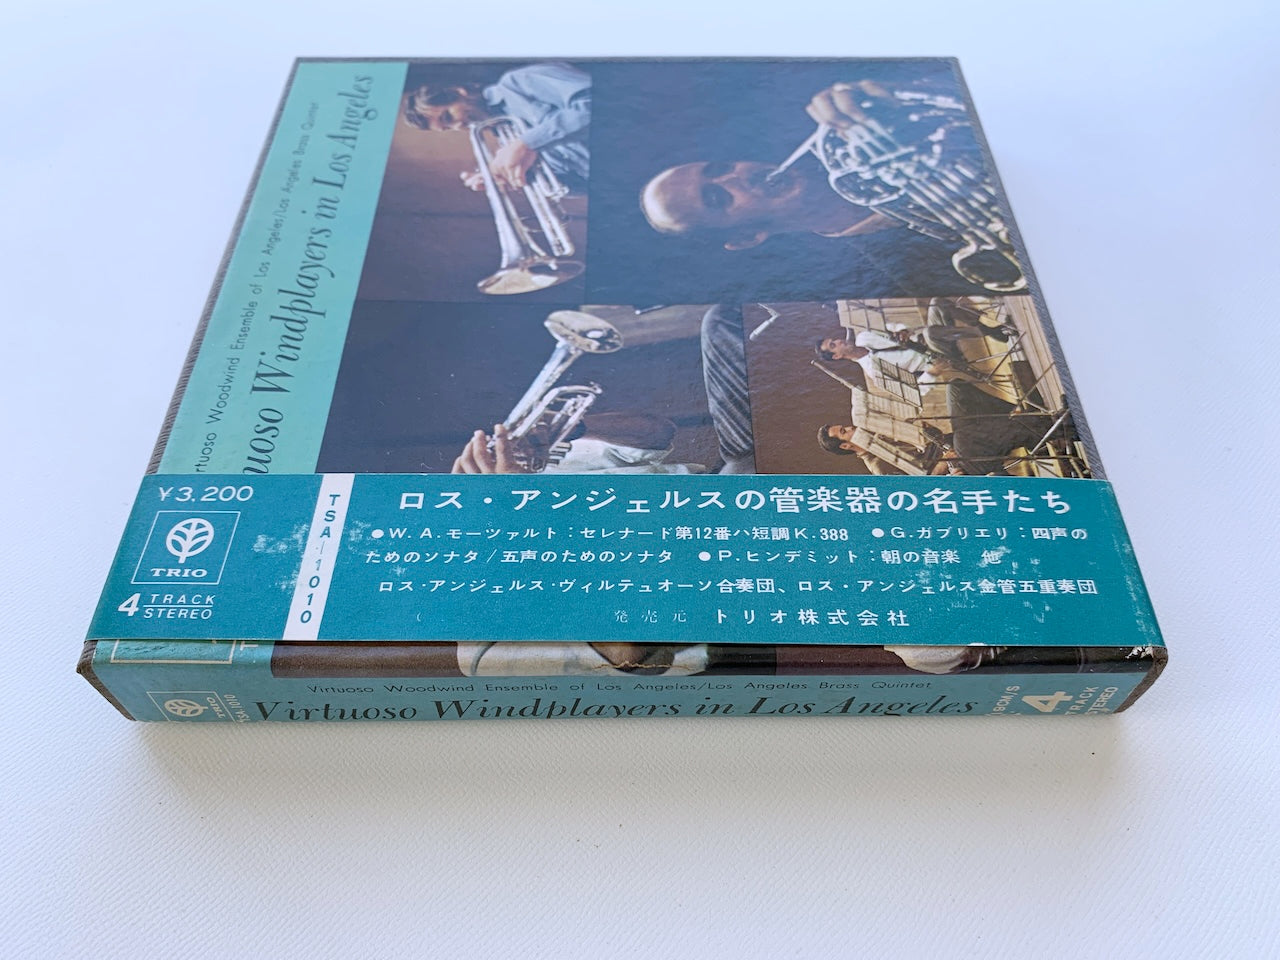 Virtuoso Woodwind Ensemble of Los Angeles/Los Angeles Brass Quintet
Windplayers in Los Angeles
¥3,200
TRIO
4 TRACK STEREO
TSA-1010
ロス・アンジェルスの管楽器の名手たち
●W.A.モーツァルト:セレナード第12番ハ短調K.388 ●G.ガブリエリ:四声の
ためのソナタ/五声のためのソナタ ●P.ヒンデミット:朝の音楽 他
ロス・アンジェルス・ヴィルテュオーソ合奏団、ロス・アンジェルス金管五重奏団
発売元 トリオ株式会社
TRIO
TSA-1010
Virtuoso Woodwind Ensemble of Los Angeles/Los Angeles Brass Quintet
Virtuoso Windplayers in Los Angeles
4 TRACK STEREO